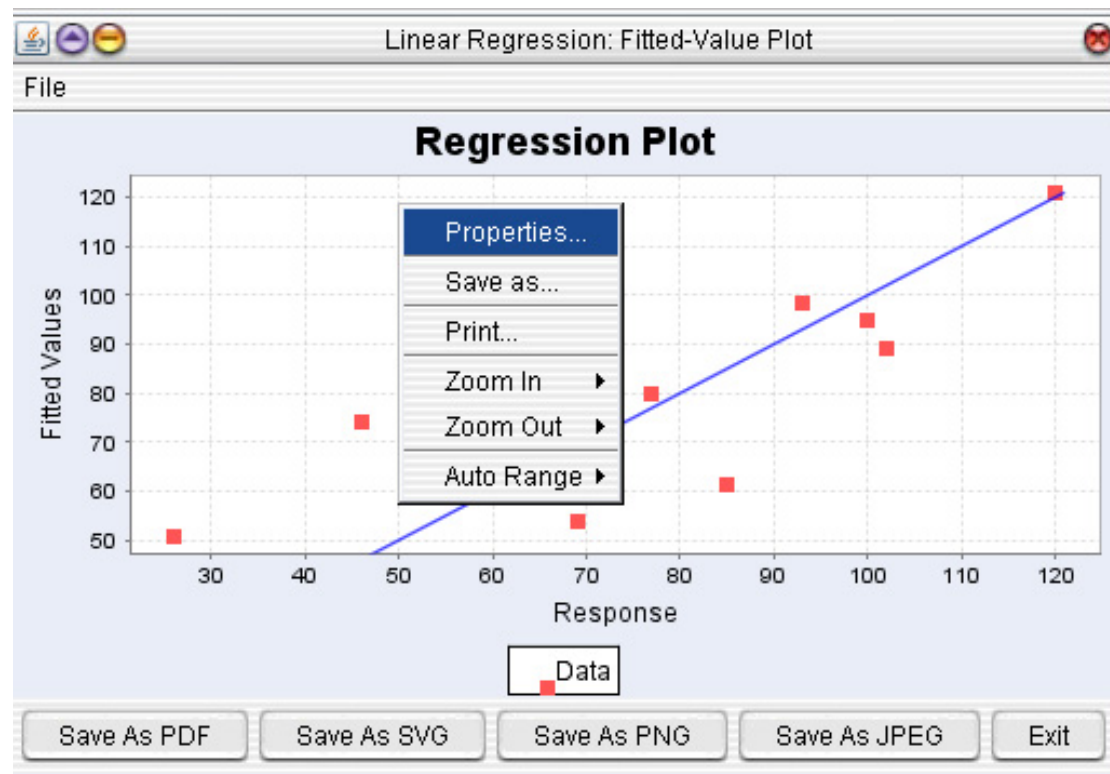 Linear Regression: Fitted-Value Plot
File
Regression Plot
Fitted Values
120
110
100
90
80
70
60
50
Properties...
Save as...
Print...
Zoom In
Zoom Out
Auto Range
30 40 50 60 70 80 90 100 110 120
Response
Data
Save As PDF Save As SVG Save As PNG Save As JPEG Exit